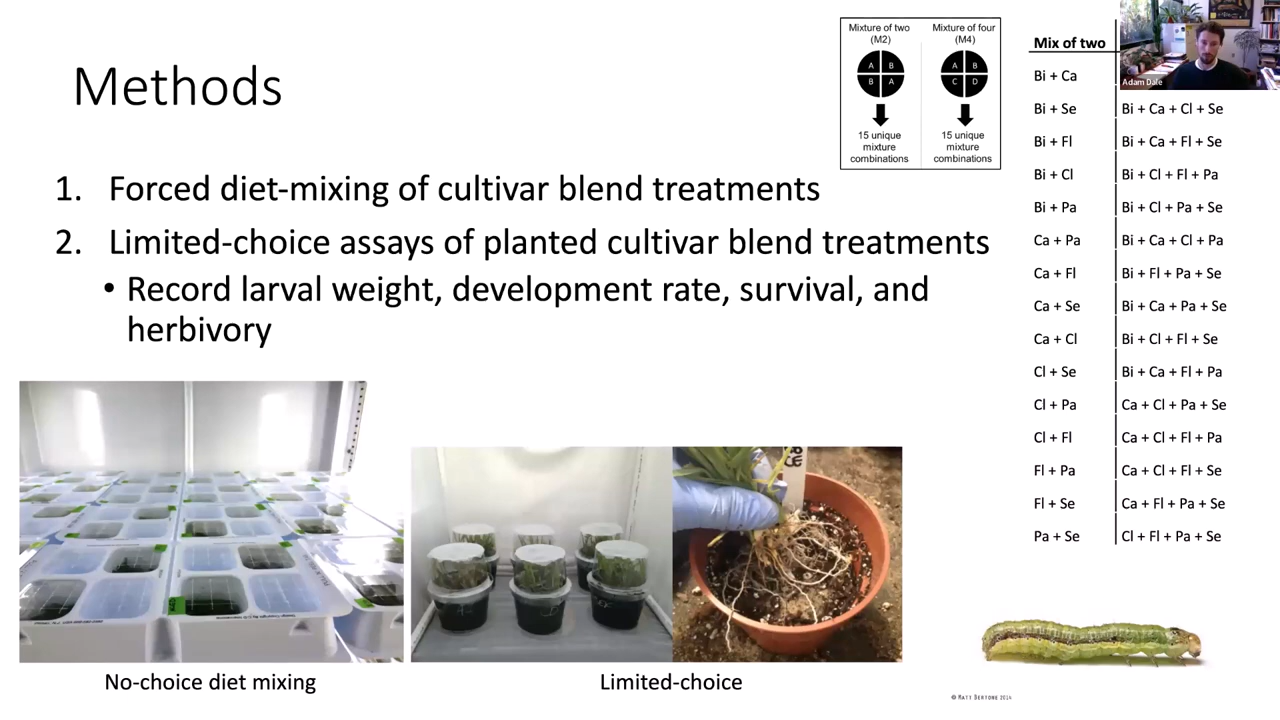 Methods
1. Forced diet-mixing of cultivar blend treatments
2. Limited-choice assays of planted cultivar blend treatments
• Record larval weight, development rate, survival, and
herbivory
Mixture of two
(M2)
A B
B A
15 unique
mixture
combinations
Mixture of four
(M4)
A B
C D
15 unique
mixture
combinations
Mix of two
Bi + Ca
Bi + Se
Bi + Fl
Bi + Cl
Bi + Pa
Ca + Pa
Ca + Fl
Ca + Se
Ca + Cl
Cl + Se
Cl + Pa
Cl + Fl
Fl + Pa
Fl + Se
Pa + Se
Bi + Ca + Cl + Se
Bi + Ca + Fl + Se
Bi + Cl + Fl + Pa
Bi + Cl + Pa + Se
Bi + Ca + Cl + Pa
Bi + Fl + Pa + Se
Bi + Ca + Pa + Se
Bi + Cl + Fl + Se
Bi + Ca + Fl + Pa
Ca + Cl + Pa + Se
Ca + Cl + Fl + Pa
Ca + Cl + Fl + Se
Ca + Fl + Pa + Se
Cl + Fl + Pa + Se
Adam Dale
No-choice diet mixing
Limited-choice
© Matt Bertone 2014